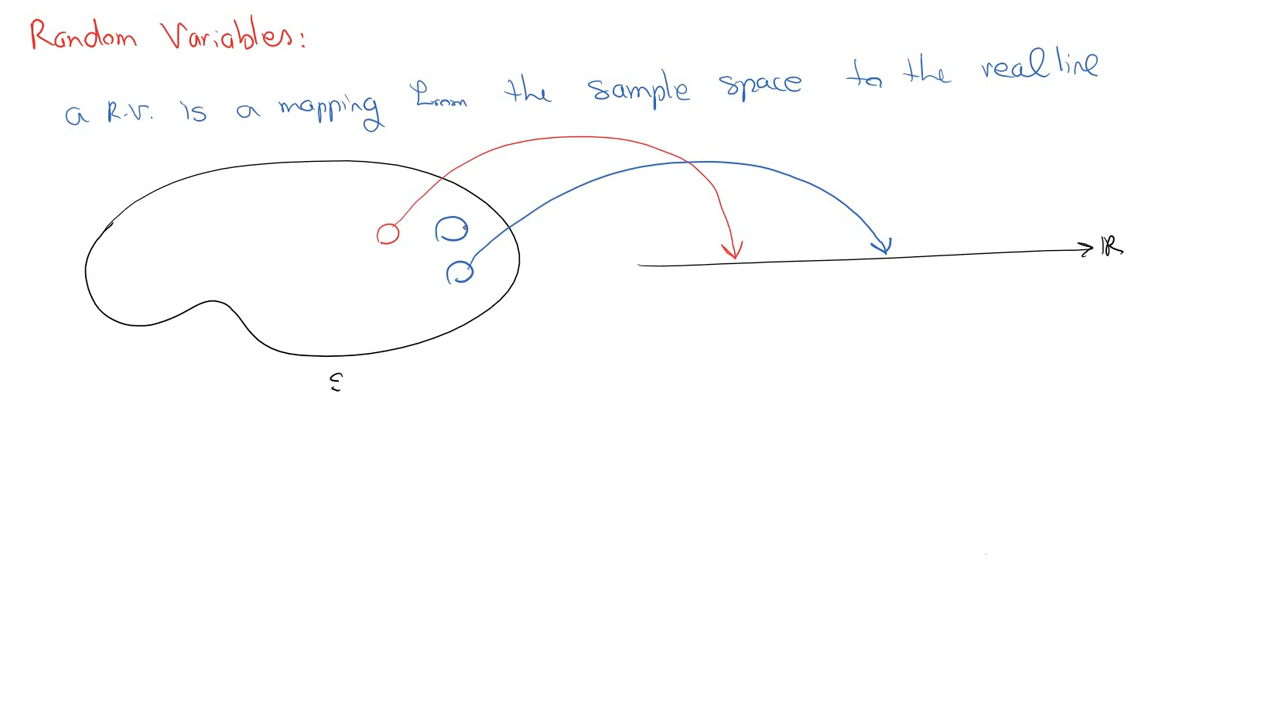 Random Variables:
a R.V. is a mapping from the sample space to the real line
ℝ
ε